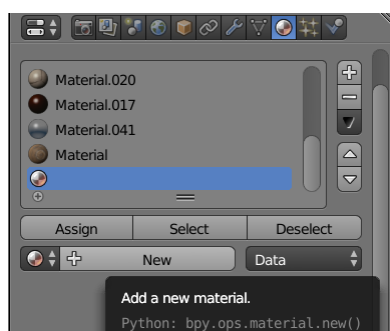 Material.020
Material.017
Material.041
Material
Assign Select Deselect
New Data
Add a new material.
Python: bpy.ops.material.new()